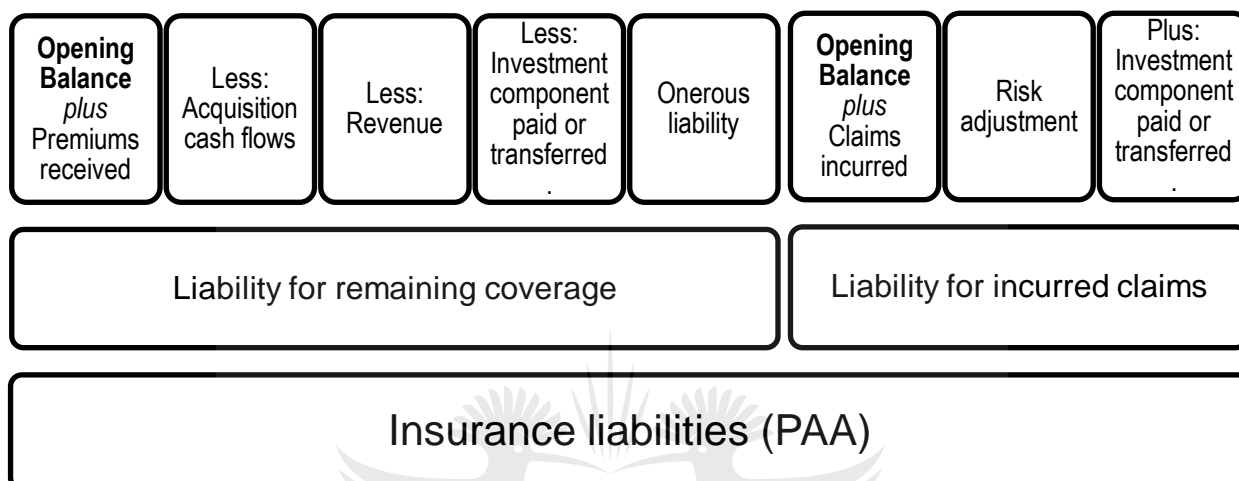 Opening
Balance
plus
Premiums
received
Less:
Acquisition
cash flows
Less:
Revenue
Less:
Investment
component
paid or
transferred
.
Onerous
liability
Opening
Balance
plus
Claims
incurred
Risk
adjustment
Plus:
Investment
component
paid or
transferred
.
Liability for remaining coverage
Liability for incurred claims
Insurance liabilities (PAA)